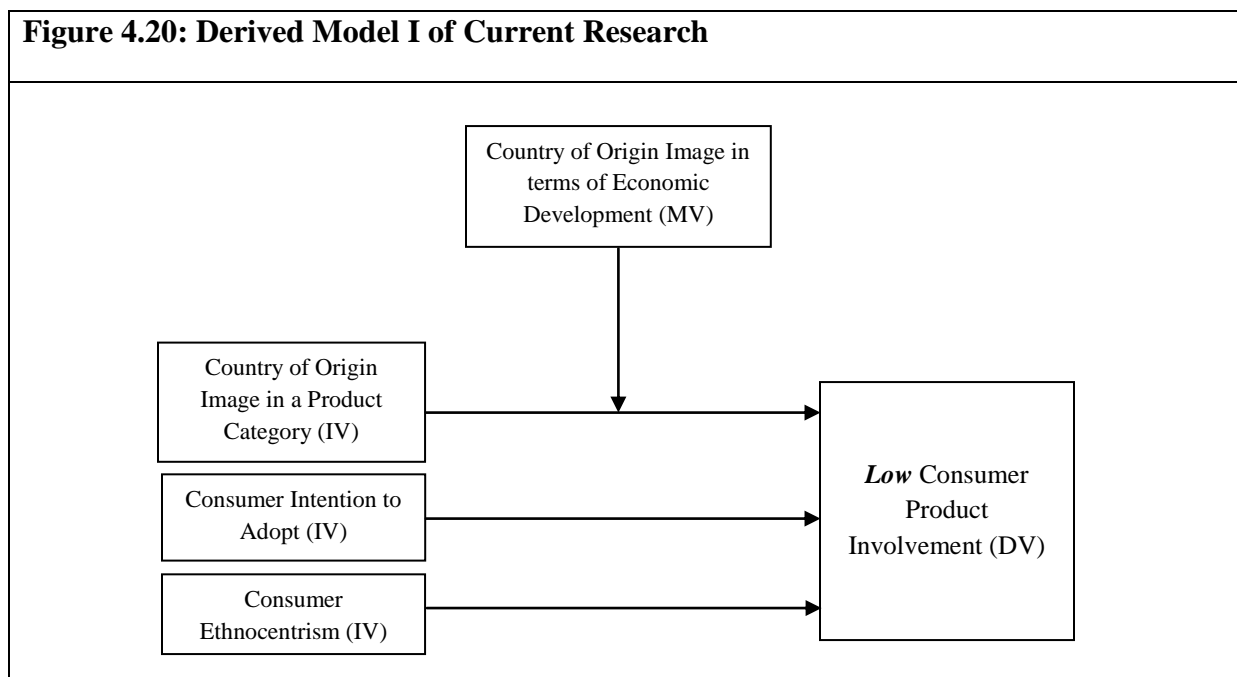 Figure 4.20: Derived Model I of Current Research
Country of Origin Image in
terms of Economic
Development (MV)
Country of Origin
Image in a Product
Category (IV)
Consumer Intention to
Adopt (IV)
Consumer
Ethnocentrism (IV)
Low Consumer
Product
Involvement (DV)